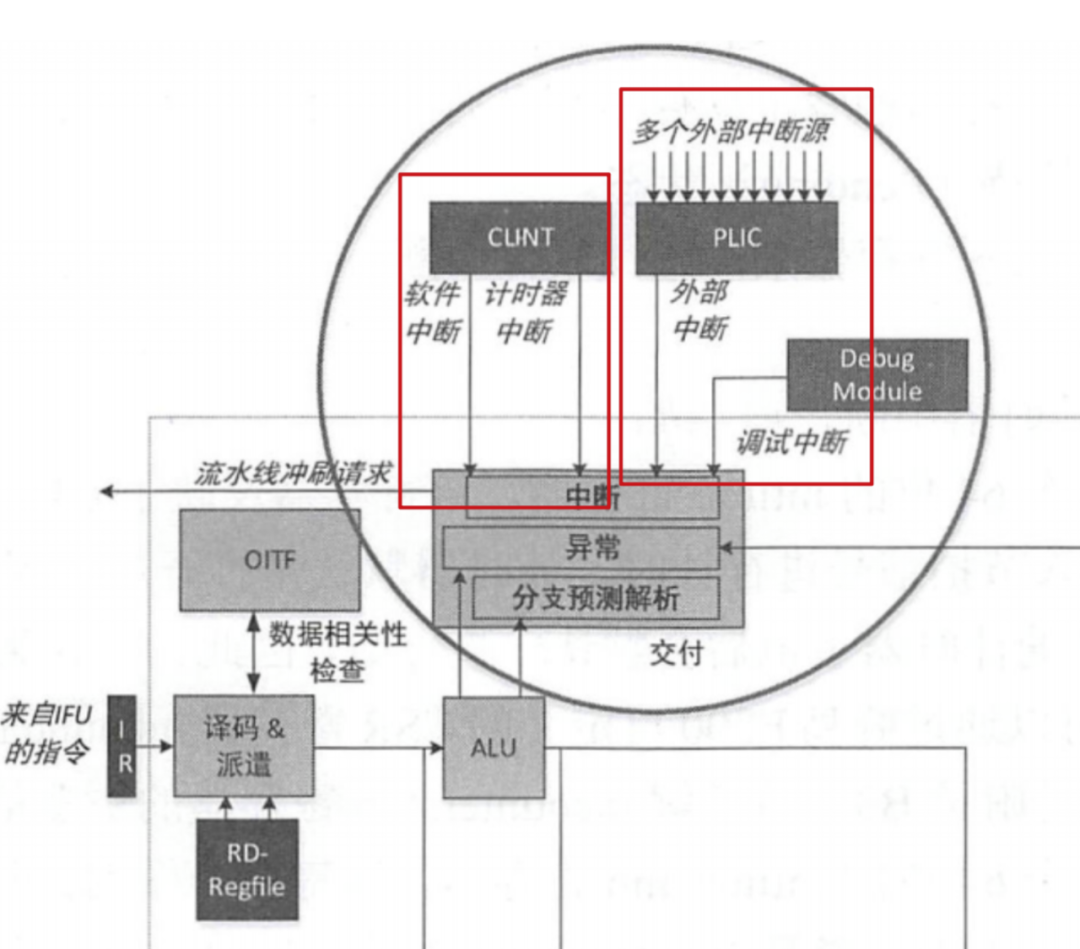 多个外部中断源
CLINT
PLIC
软件
中断
计时器
中断
外部
中断
Debug
Module
调试中断
流水线冲刷请求
中断
OITF
异常
分支预测解析
数据相关性
检查
交付
来自IFU
的指令
I
R
译码 &
派遣
ALU
RD-
Regfile